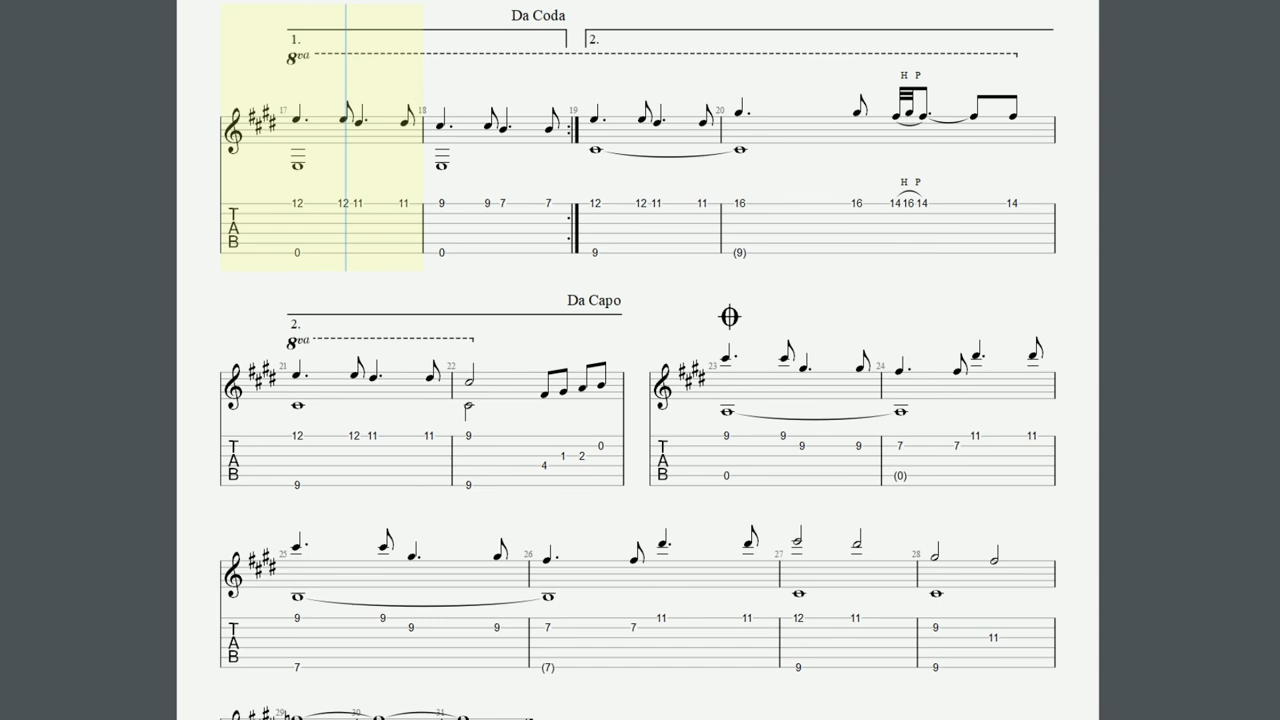 Da Coda
1. 2.
8va
H P
17 18 19 20
H P
12 12 11 11 9 9 7 7 12 12 11 11 16 16 14 16 14 14
T
A
B
0 0 9 (9)
Da Capo
2.
8va
21 22 23 24
12 12 11 11 9 9 9 11 11
T 0 T 9 9 7 7
A 1 2 A
B 4 B 0 (0)
9 9
25 26 27 28
9 9 11 11 12 11
T 9 9 7 7 9
A 11
B
7 (7) 9 9
29 30 31